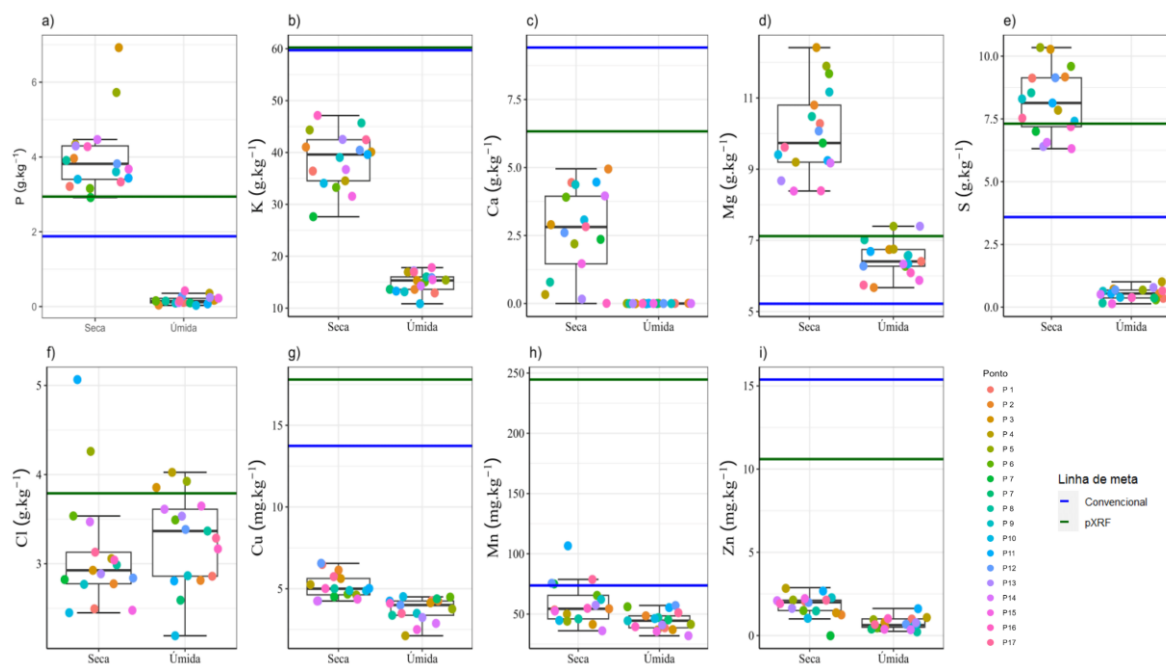 a)
P (g.kg⁻¹)
6
4
2
0
Seca
Úmida
b)
K (g.kg⁻¹)
60
50
40
30
20
10
Seca
Úmida
c)
Ca (g.kg⁻¹)
7.5
5.0
2.5
0.0
Seca
Úmida
d)
Mg (g.kg⁻¹)
11
9
7
5
Seca
Úmida
e)
S (g.kg⁻¹)
10.0
7.5
5.0
2.5
0.0
Seca
Úmida
f)
Cl (g.kg⁻¹)
5
4
3
Seca
Úmida
g)
Cu (mg.kg⁻¹)
15
10
5
Seca
Úmida
h)
Mn (mg.kg⁻¹)
250
200
150
100
50
Seca
Úmida
i)
Zn (mg.kg⁻¹)
15
10
5
0
Seca
Úmida
Ponto
P 1
P 2
P 3
P 4
P 5
P 6
P 7
P 7
P 8
P 9
P10
P11
P12
P13
P14
P15
P16
P17
Linha de meta
Convencional
pXRF